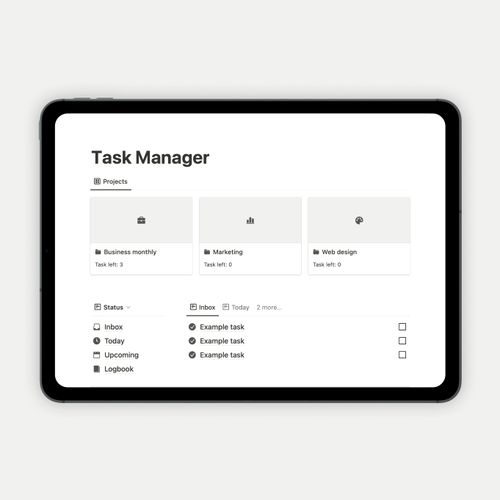 Task Manager
Projects
Business monthly
Task left: 3
Marketing
Task left: 0
Web design
Task left: 0
Status
Inbox
Today
Upcoming
Logbook
Inbox Today 2 more...
Example task
Example task
Example task